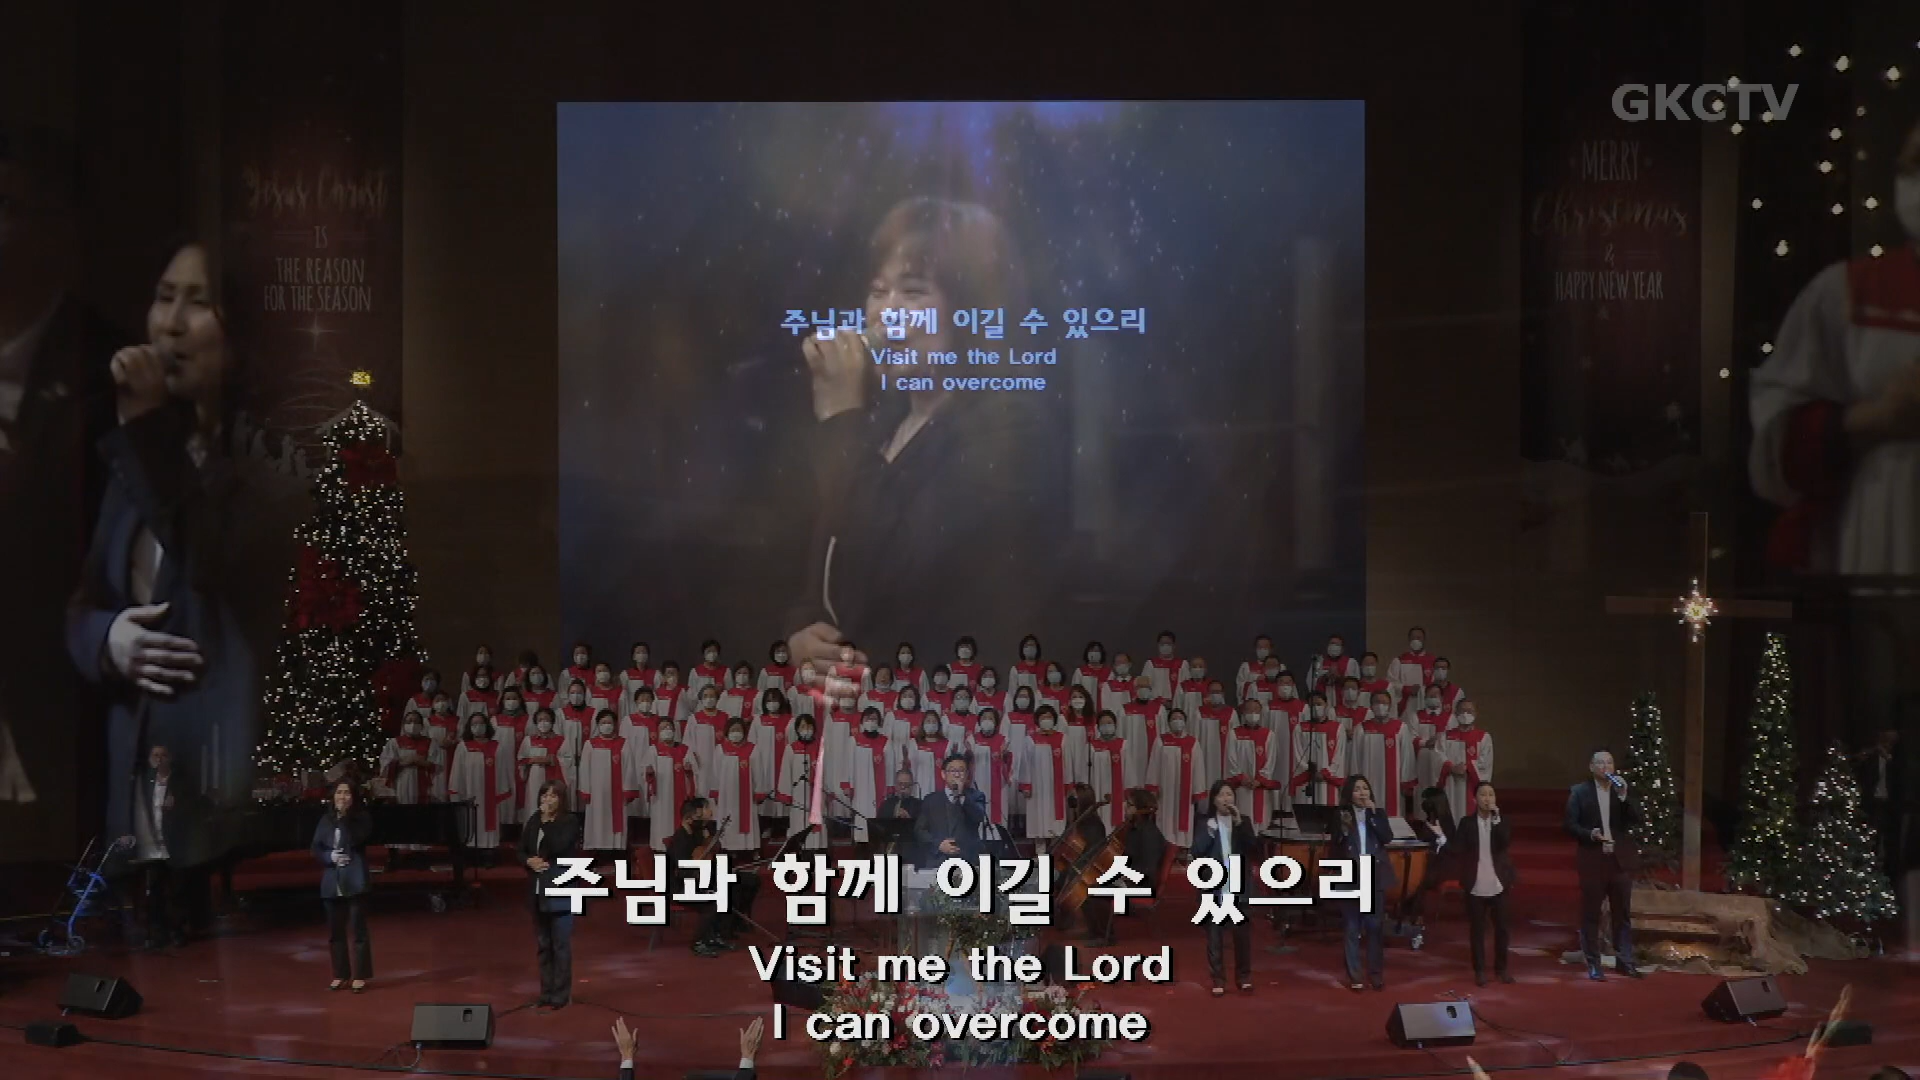 GKCTV
Jesus Christ
IS
THE REASON
FOR THE SEASON
MERRY
Christmas
&
HAPPY NEW YEAR
주님과 함께 이길 수 있으리
Visit me the Lord
I can overcome
주님과 함께 이길 수 있으리
Visit me the Lord
I can overcome